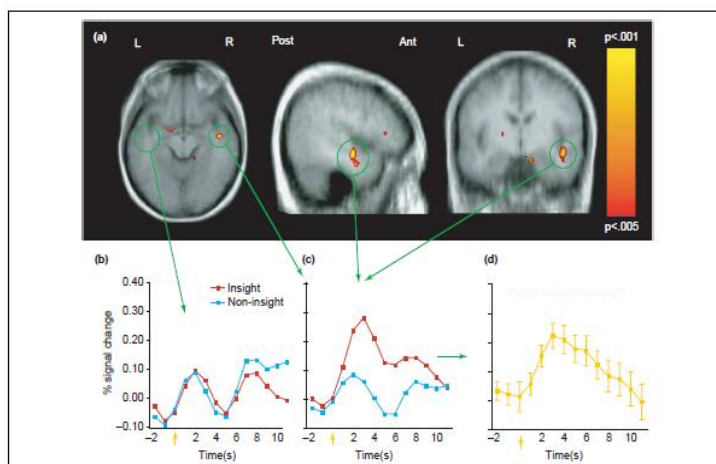 (a)
L R Post Ant L R
p<.001
p<.005
(b) (c) (d)
0.40
0.30
0.20
0.10
0.00
−0.10
% signal change
Insight
Non-insight
−2 2 4 6 8 10
Time(s)
−2 2 4 6 8 10
Time(s)
−2 2 4 6 8 10
Time(s)